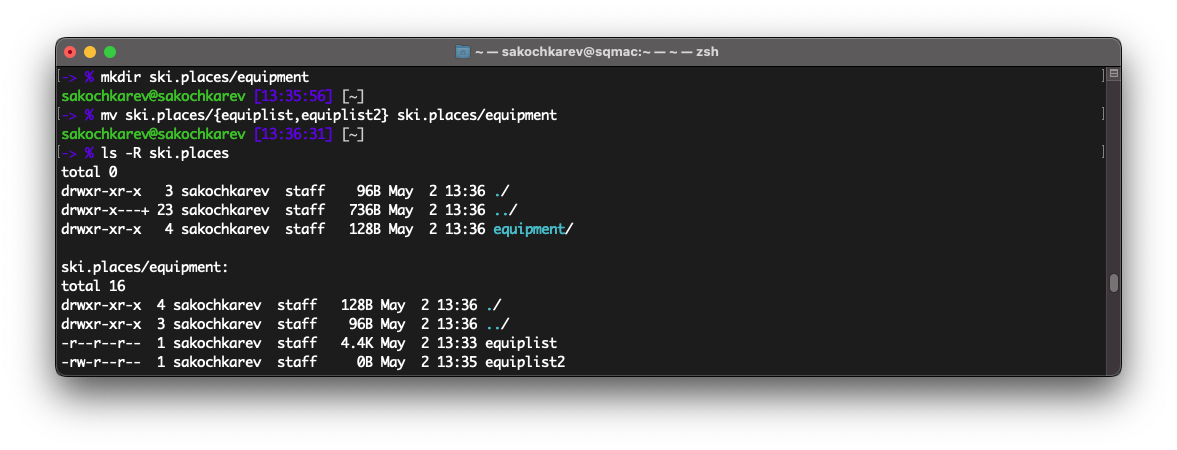 ~ — sakochkarev@sqmac:~ — ~ — zsh
[-> % mkdir ski.places/equipment ]
sakochkarev@sakochkarev [13:35:56] [~]
[-> % mv ski.places/{equiplist,equiplist2} ski.places/equipment ]
sakochkarev@sakochkarev [13:36:31] [~]
[-> % ls -R ski.places ]
total 0
drwxr-xr-x   3 sakochkarev  staff    96B May  2 13:36 ./
drwxr-x---+ 23 sakochkarev  staff   736B May  2 13:36 ../
drwxr-xr-x   4 sakochkarev  staff   128B May  2 13:36 equipment/

ski.places/equipment:
total 16
drwxr-xr-x  4 sakochkarev  staff   128B May  2 13:36 ./
drwxr-xr-x  3 sakochkarev  staff    96B May  2 13:36 ../
-r--r--r--  1 sakochkarev  staff   4.4K May  2 13:33 equiplist
-rw-r--r--  1 sakochkarev  staff     0B May  2 13:35 equiplist2